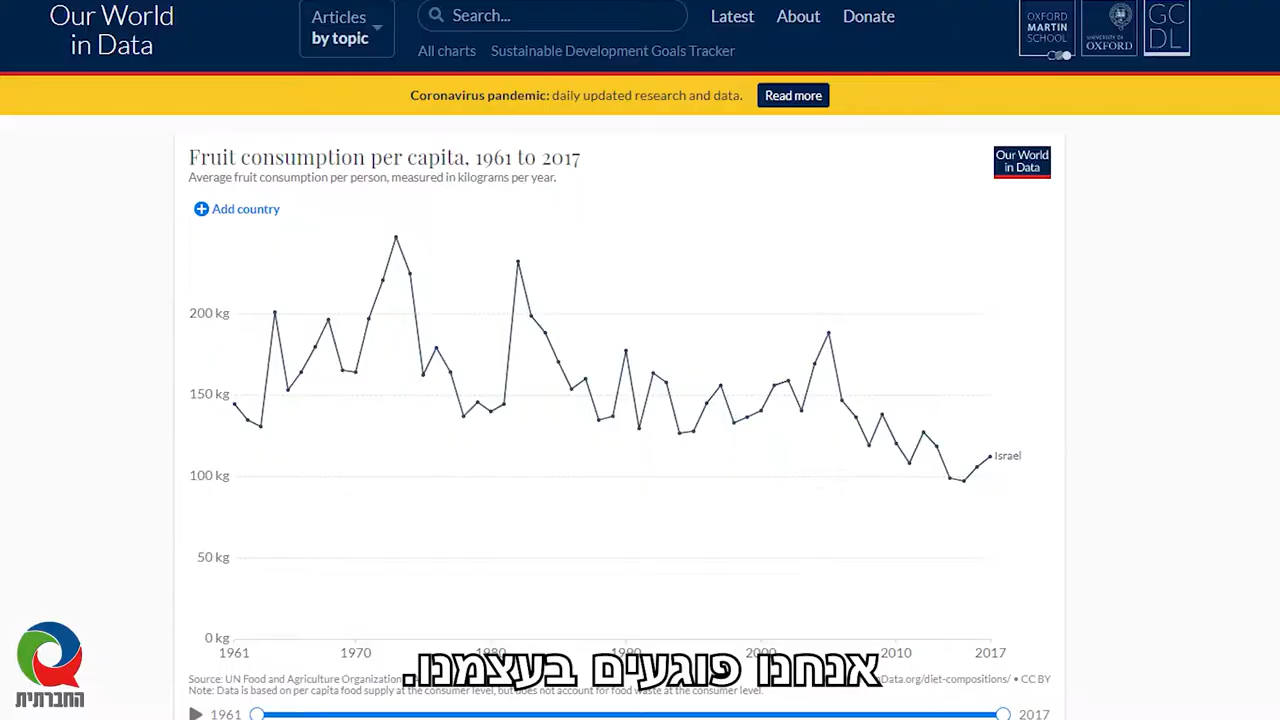 Our World
in Data
Articles
by topic
Search...
Latest
About
Donate
All charts
Sustainable Development Goals Tracker
OXFORD
MARTIN
SCHOOL
UNIVERSITY OF
OXFORD
GC
DL
Coronavirus pandemic: daily updated research and data.
Read more
Fruit consumption per capita, 1961 to 2017
Average fruit consumption per person, measured in kilograms per year.
Our World
in Data
Add country
200 kg
150 kg
100 kg
50 kg
0 kg
Israel
1961
1970
1980
1990
2000
2010
2017
אנחנו פוגעים בעצמנו.
Source: UN Food and Agriculture Organization
Data.org/diet-compositions/ • CC BY
Note: Data is based on per capita food supply at the consumer level, but does not account for food waste at the consumer level.
1961
2017
החברתית